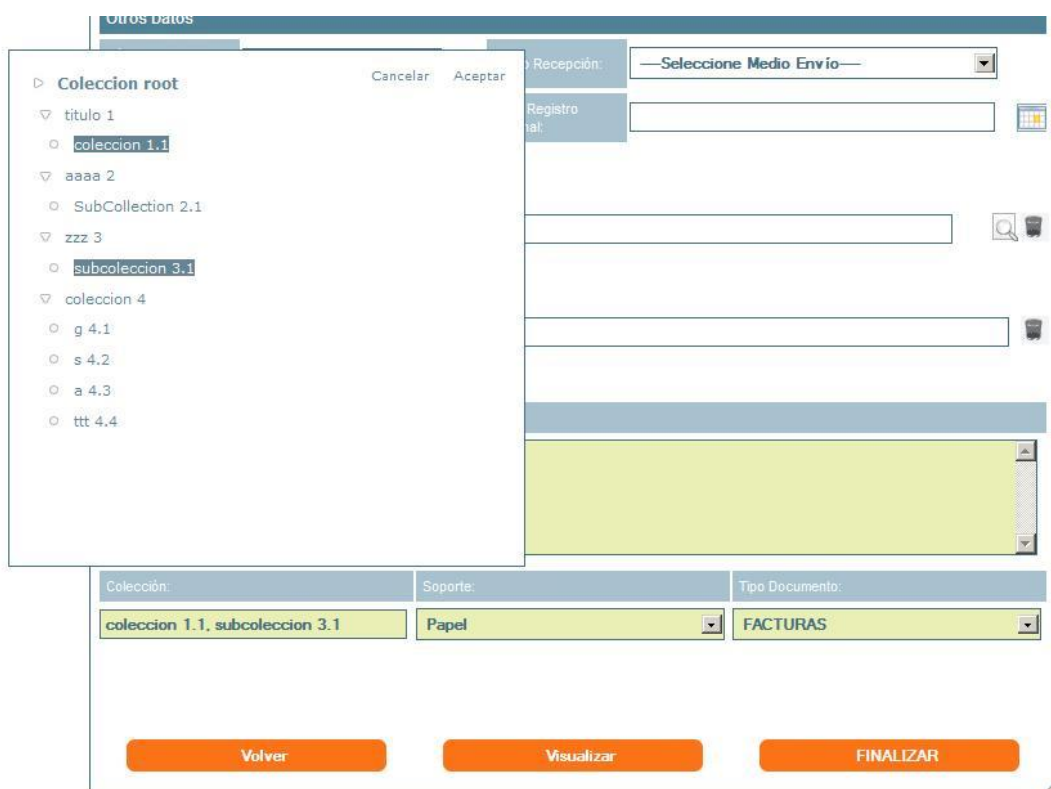 Otros Datos
Coleccion root
Cancelar Aceptar
titulo 1
coleccion 1.1
aaaa 2
SubCollection 2.1
zzz 3
subcoleccion 3.1
coleccion 4
g 4.1
s 4.2
a 4.3
ttt 4.4
Recepción:
—Seleccione Medio Envío—
Registro
Colección:
Soporte:
Tipo Documento:
coleccion 1.1, subcoleccion 3.1
Papel
FACTURAS
Volver
Visualizar
FINALIZAR